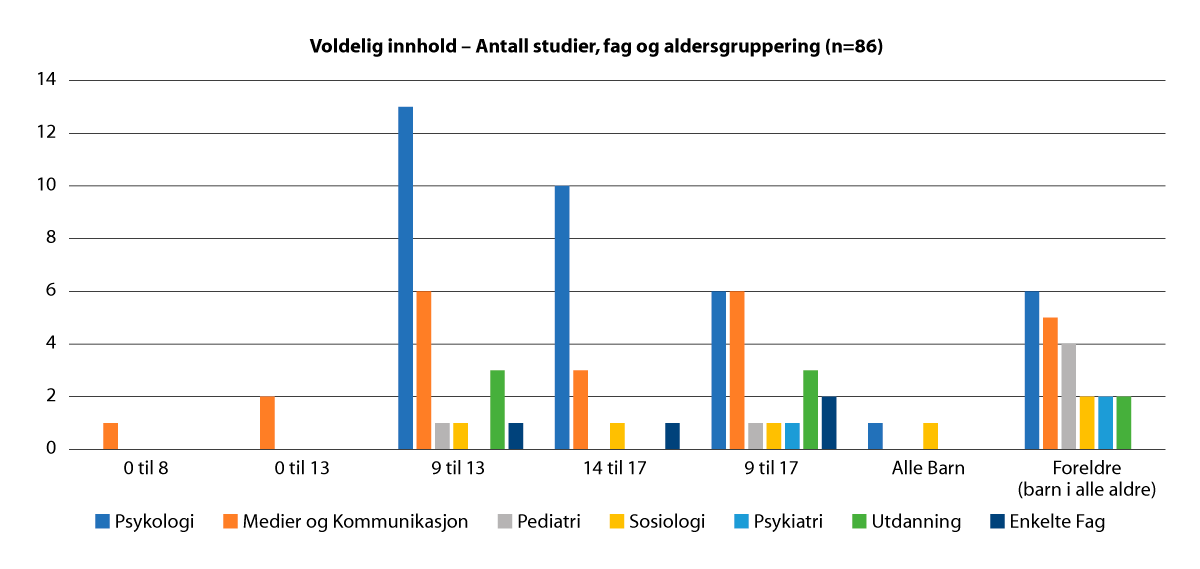 Voldelig innhold – Antall studier, fag og aldersgruppering (n=86)
14
12
10
8
6
4
2
0
0 til 8 0 til 13 9 til 13 14 til 17 9 til 17 Alle Barn Foreldre
(barn i alle aldre)
Psykologi Medier og Kommunikasjon Pediatri Sosiologi Psykiatri Utdanning Enkelte Fag